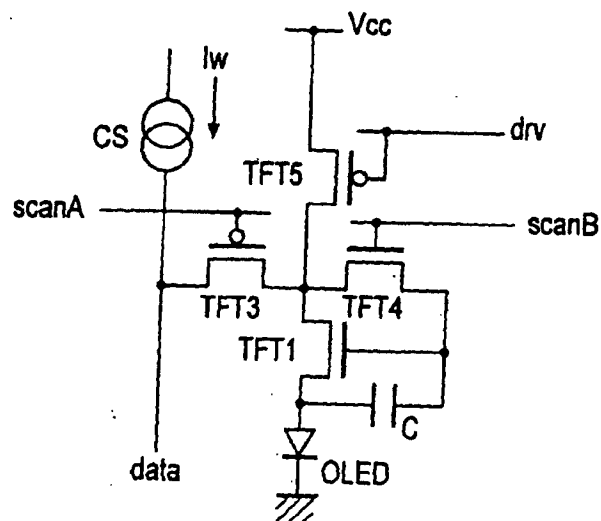 Vcc
Iw
CS
drv
TFT5
scanA
scanB
TFT3
TFT4
TFT1
C
data
OLED